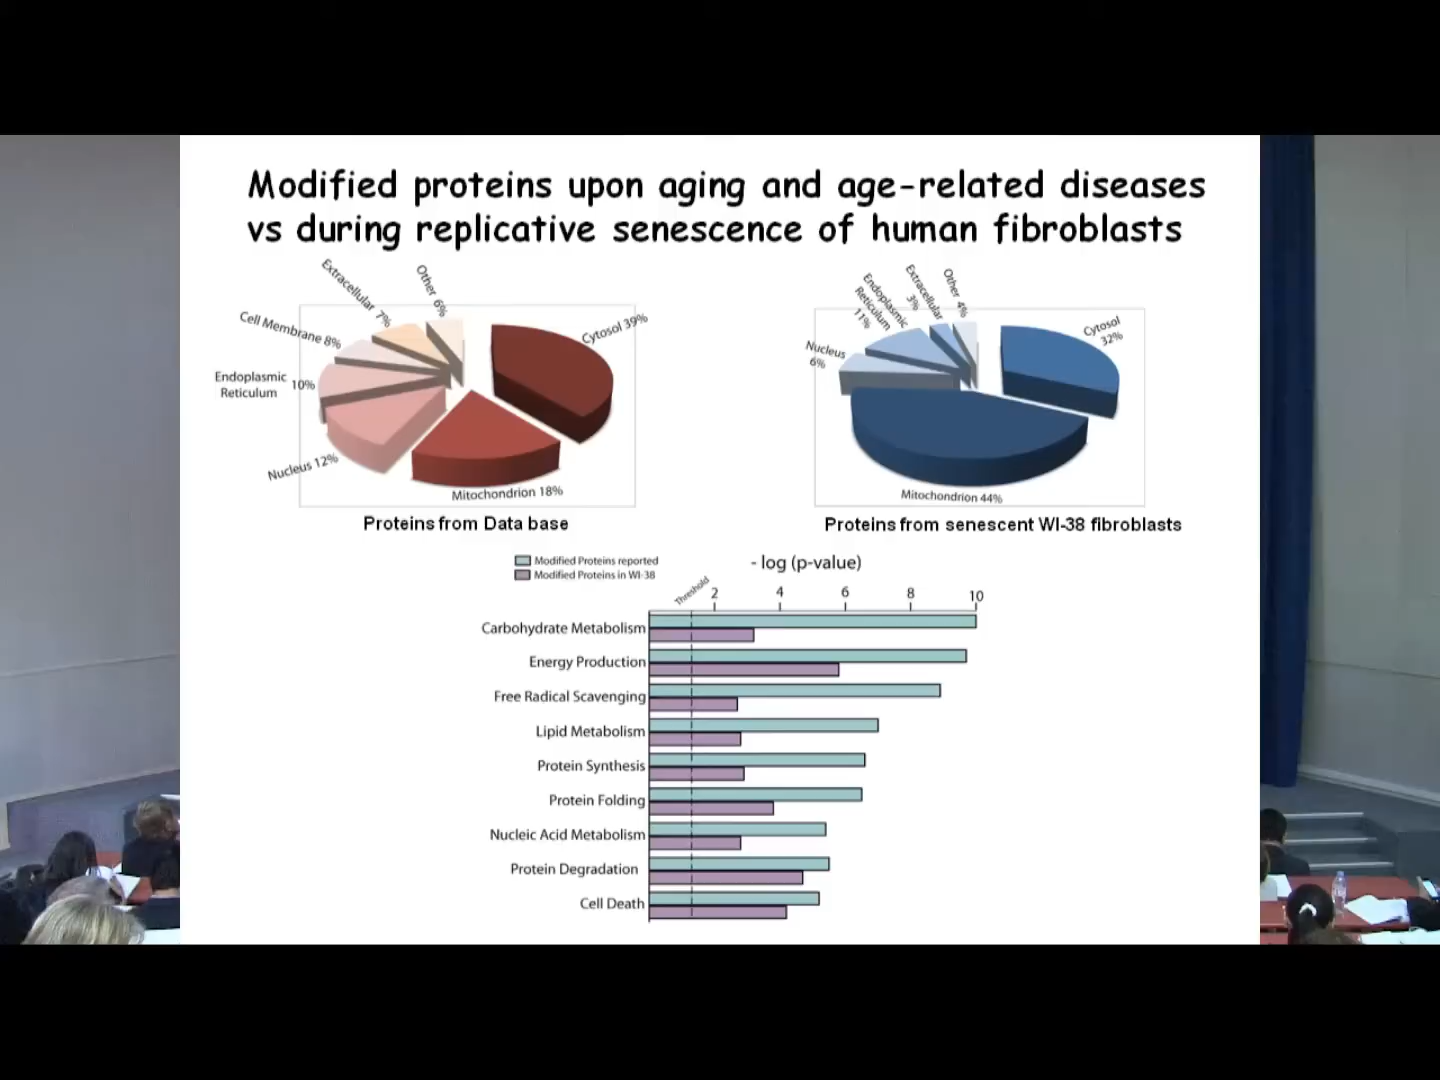 Modified proteins upon aging and age-related diseases
vs during replicative senescence of human fibroblasts
Extracellular 7%
Other 6%
Cell Membrane 8%
Cytosol 39%
Endoplasmic
Reticulum
10%
Nucleus 12%
Mitochondrion 18%
Proteins from Data base
Endoplasmic
Reticulum
11%
Extracellular
3%
Other 4%
Nucleus
6%
Cytosol
32%
Mitochondrion 44%
Proteins from senescent WI-38 fibroblasts
Modified Proteins reported
Modified Proteins in WI-38
- log (p-value)
Threshold
2
4
6
8
10
Carbohydrate Metabolism
Energy Production
Free Radical Scavenging
Lipid Metabolism
Protein Synthesis
Protein Folding
Nucleic Acid Metabolism
Protein Degradation
Cell Death